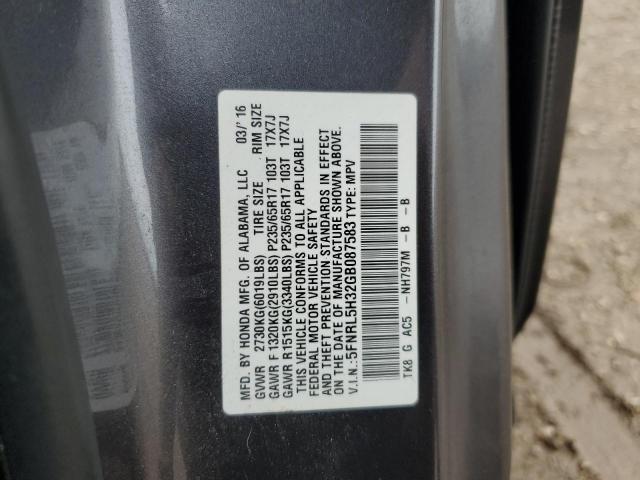 MFD. BY HONDA MFG. OF ALABAMA, LLC 03/'16
GVWR 2730KG(6019LBS) TIRE SIZE RIM SIZE
GAWR F 1320KG(2910LBS) P235/65R17 103T 17X7J
GAWR R 1515KG(3340LBS) P235/65R17 103T 17X7J
THIS VEHICLE CONFORMS TO ALL APPLICABLE
FEDERAL MOTOR VEHICLE SAFETY
AND THEFT PREVENTION STANDARDS IN EFFECT
ON THE DATE OF MANUFACTURE SHOWN ABOVE.
V.I.N.:5FNRL5H32GB087583 TYPE: MPV
TK8 G AC5 -NH797M -B -B